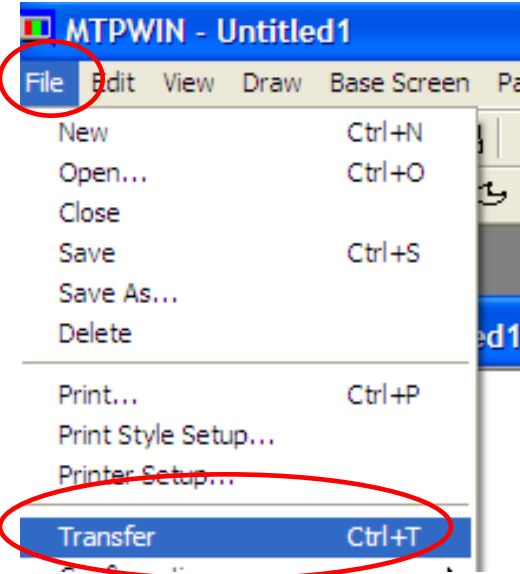 MTPWIN - Untitled1
File Edit View Draw Base Screen
New Ctrl+N
Open... Ctrl+O
Close
Save Ctrl+S
Save As...
Delete
Print... Ctrl+P
Print Style Setup...
Printer Setup...
Transfer Ctrl+T